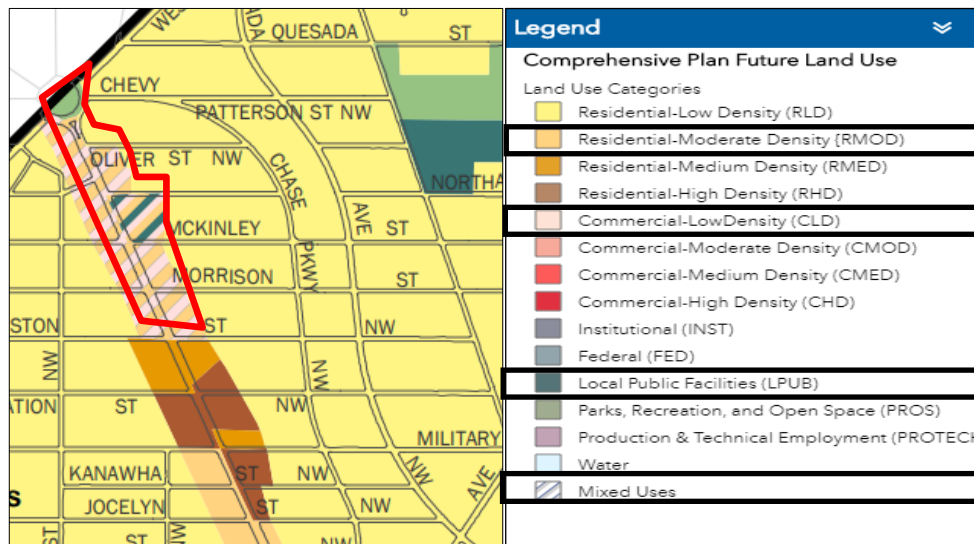 QUESADA ST
CHEVY
PATTERSON ST NW
OLIVER ST NW
CHASE
AVE
ST
MCKINLEY
MORRISON
PKWY
ST
STON
ST
NW
NW
NW
ATION
ST
NW
MILITARY
KANAWHA
ST
NW
NW
AVE
S
JOCELYN
ST
NW
ST
ST
NW
NW
Legend
Comprehensive Plan Future Land Use
Land Use Categories
Residential-Low Density (RLD)
Residential-Moderate Density {RMOD)
Residential-Medium Density (RMED)
Residential-High Density (RHD)
Commercial-LowDensity (CLD)
Commercial-Moderate Density (CMOD)
Commercial-Medium Density (CMED)
Commercial-High Density (CHD)
Institutional (INST)
Federal (FED)
Local Public Facilities (LPUB)
Parks, Recreation, and Open Space (PROS)
Production & Technical Employment (PROTECH
Water
Mixed Uses